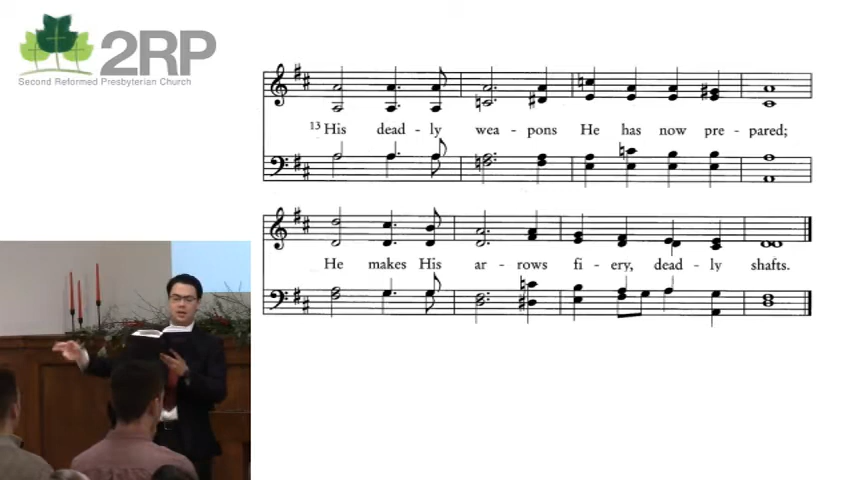 2RP
Second Reformed Presbyterian Church
13 His dead - ly wea - pons He has now pre - pared;
He makes His ar - rows fi - ery, dead - ly shafts.